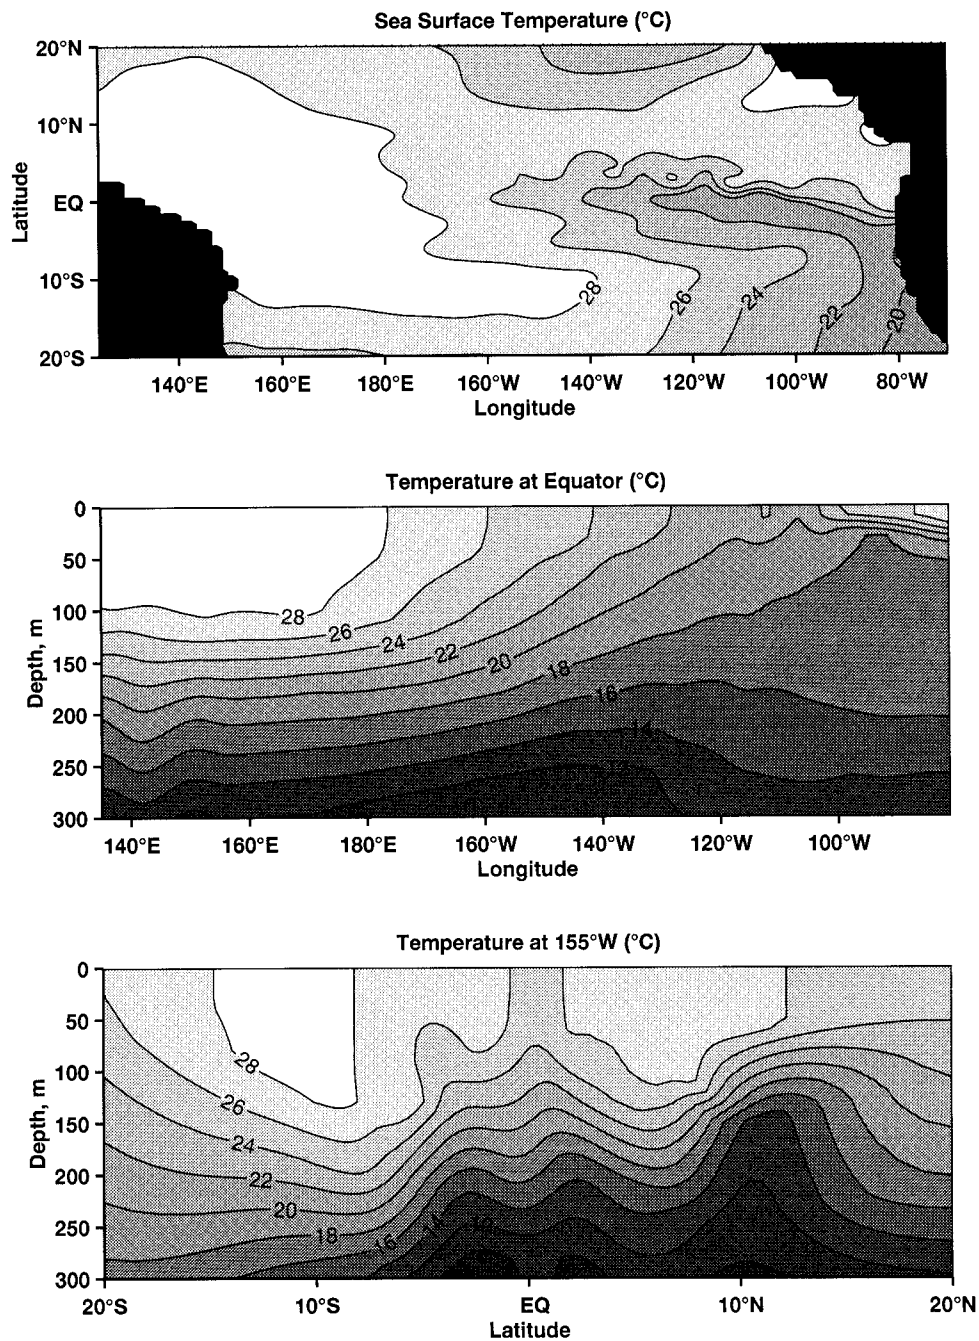 Sea Surface Temperature (°C)
20°N
10°N
EQ
10°S
20°S
Latitude
28
26
24
22
20
140°E 160°E 180°E 160°W 140°W 120°W 100°W 80°W
Longitude
Temperature at Equator (°C)
0
50
100
150
200
250
300
Depth, m
28
26
24
22
20
18
16
14
12
140°E 160°E 180°E 160°W 140°W 120°W 100°W
Longitude
Temperature at 155°W (°C)
0
50
100
150
200
250
300
Depth, m
28
26
24
22
20
18
16
14
20°S 10°S EQ 10°N 20°N
Latitude